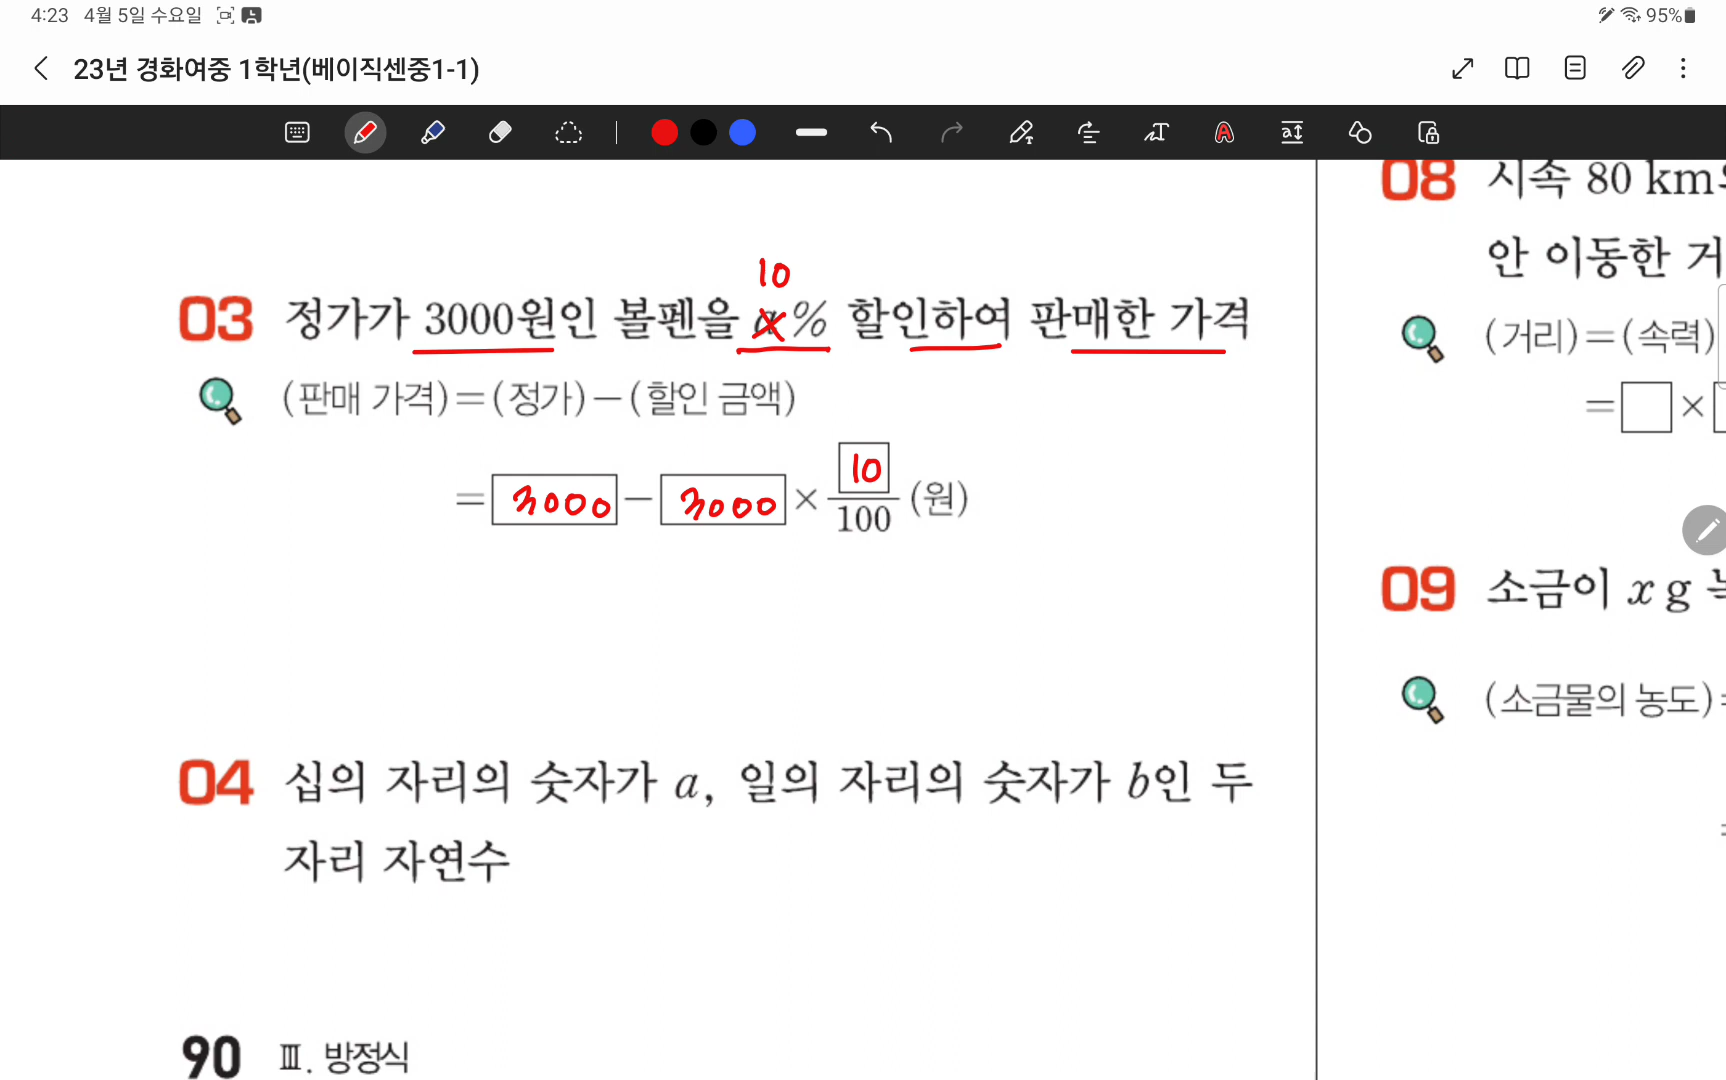 4:23 4월 5일 수요일
95%
23년 경화여중 1학년(베이직센중1-1)
10
03 정가가 3000원인 볼펜을 a% 할인하여 판매한 가격
(판매 가격)=(정가)-(할인 금액)
=3000-3000×10/100(원)
04 십의 자리의 숫자가 a, 일의 자리의 숫자가 b인 두
자리 자연수
90 Ⅲ. 방정식
08 시속 80 km
안 이동한 거
(거리)=(속력)
=□×
09 소금이 x g
(소금물의 농도)=